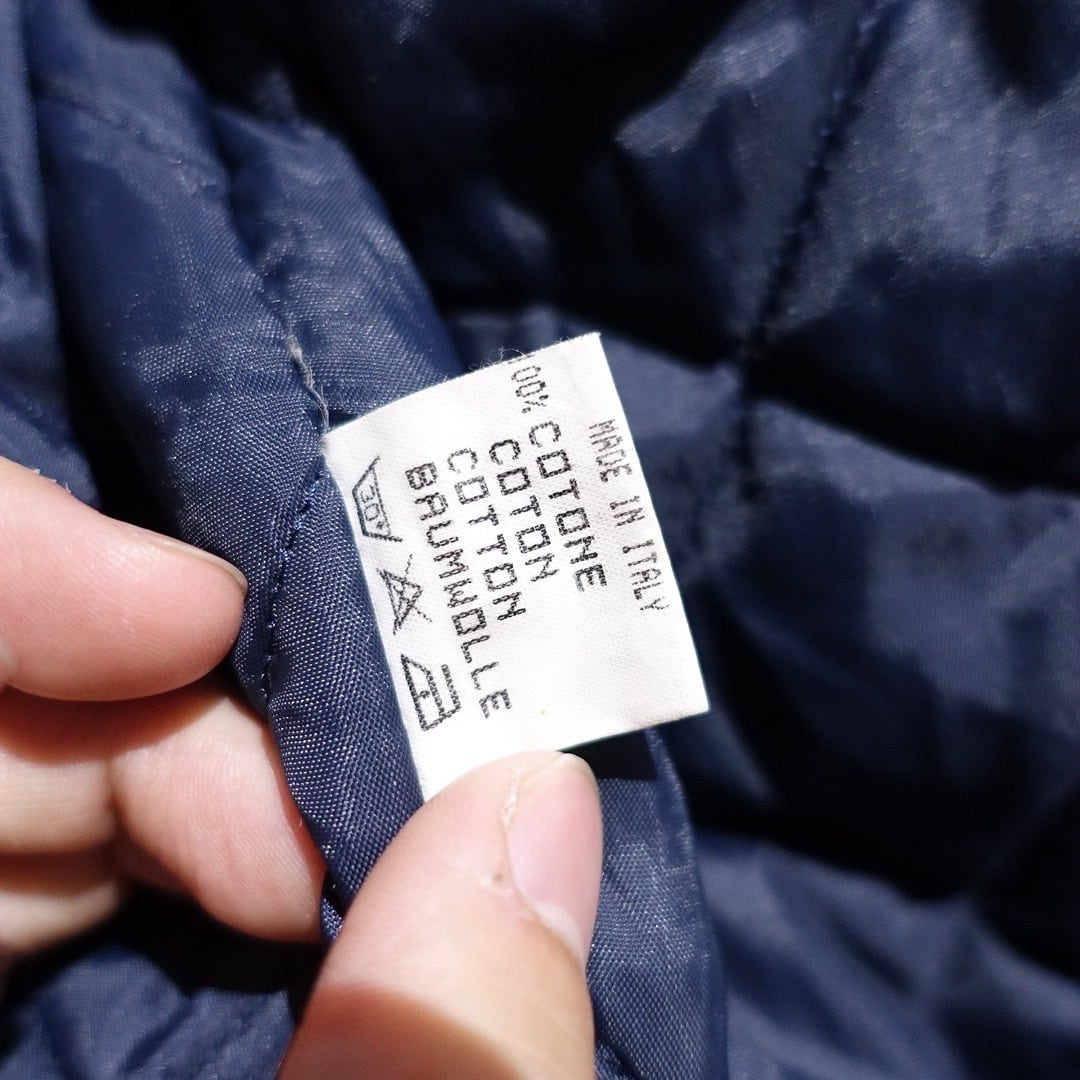 MADE IN ITALY
100% COTONE
COTON
COTTON
BAUMWOLLE
30